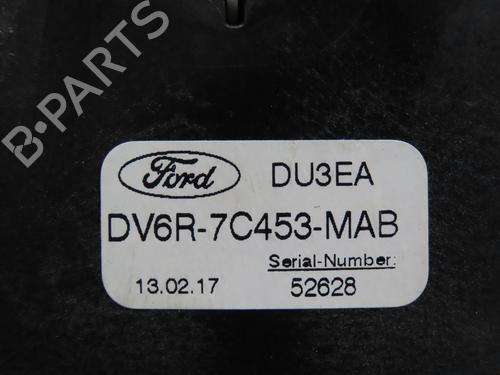 B-PARTS
Ford DU3EA
DV6R-7C453-MAB
Serial-Number:
13.02.17 52628